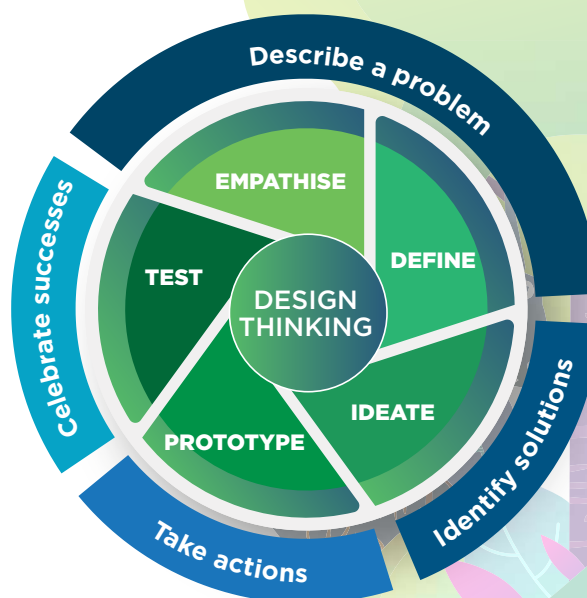 Describe a problem
EMPATHISE
DEFINE
IDEATE
PROTOTYPE
TEST
DESIGN
THINKING
Identify solutions
Take actions
Celebrate successes